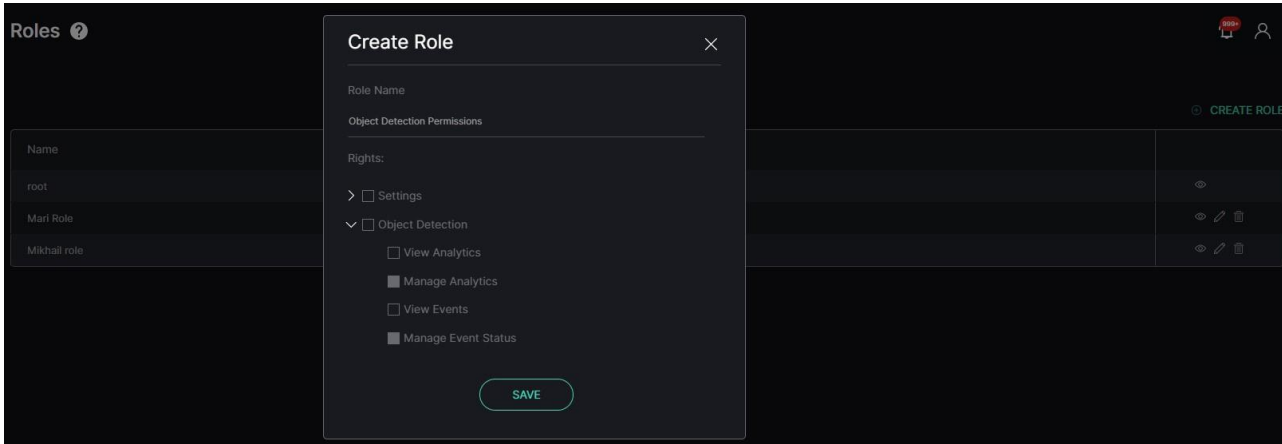 Roles ?
999+
CREATE ROLE
Name
root
Mari Role
Mikhail role
Create Role
Role Name
Object Detection Permissions
Rights:
Settings
Object Detection
View Analytics
Manage Analytics
View Events
Manage Event Status
SAVE